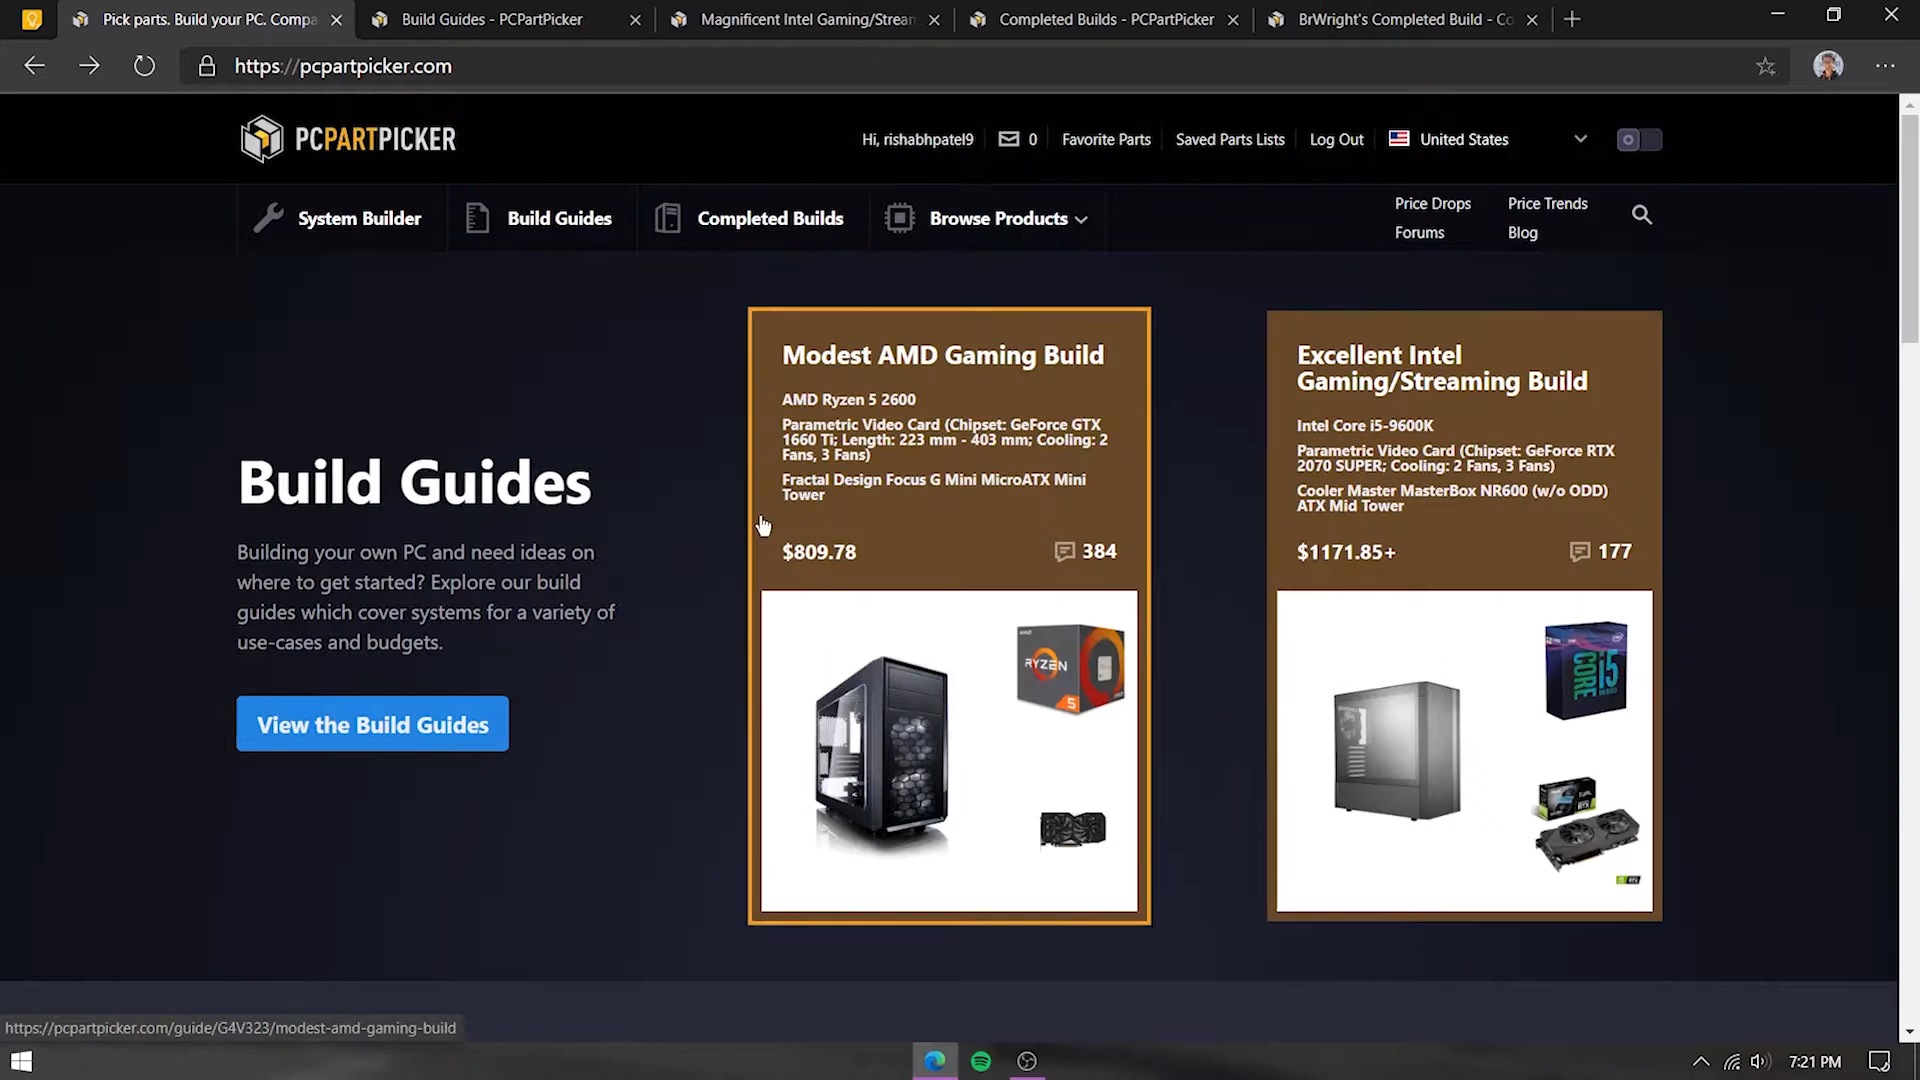 Pick parts. Build your PC. Compa
Build Guides - PCPartPicker
Magnificent Intel Gaming/Strean
Completed Builds - PCPartPicker
BrWright's Completed Build - Co
https://pcpartpicker.com
PCPARTPICKER
Hi, rishabhpatel9
0
Favorite Parts
Saved Parts Lists
Log Out
United States
System Builder
Build Guides
Completed Builds
Browse Products
Price Drops
Price Trends
Forums
Blog
Build Guides
Building your own PC and need ideas on
where to get started? Explore our build
guides which cover systems for a variety of
use-cases and budgets.
View the Build Guides
Modest AMD Gaming Build
AMD Ryzen 5 2600
Parametric Video Card (Chipset: GeForce GTX
1660 Ti; Length: 223 mm - 403 mm; Cooling: 2
Fans, 3 Fans)
Fractal Design Focus G Mini MicroATX Mini
Tower
$809.78
384
RYZEN
5
Excellent Intel
Gaming/Streaming Build
Intel Core i5-9600K
Parametric Video Card (Chipset: GeForce RTX
2070 SUPER; Cooling: 2 Fans, 3 Fans)
Cooler Master MasterBox NR600 (w/o ODD)
ATX Mid Tower
$1171.85+
177
CORE i5
https://pcpartpicker.com/guide/G4V323/modest-amd-gaming-build
7:21 PM